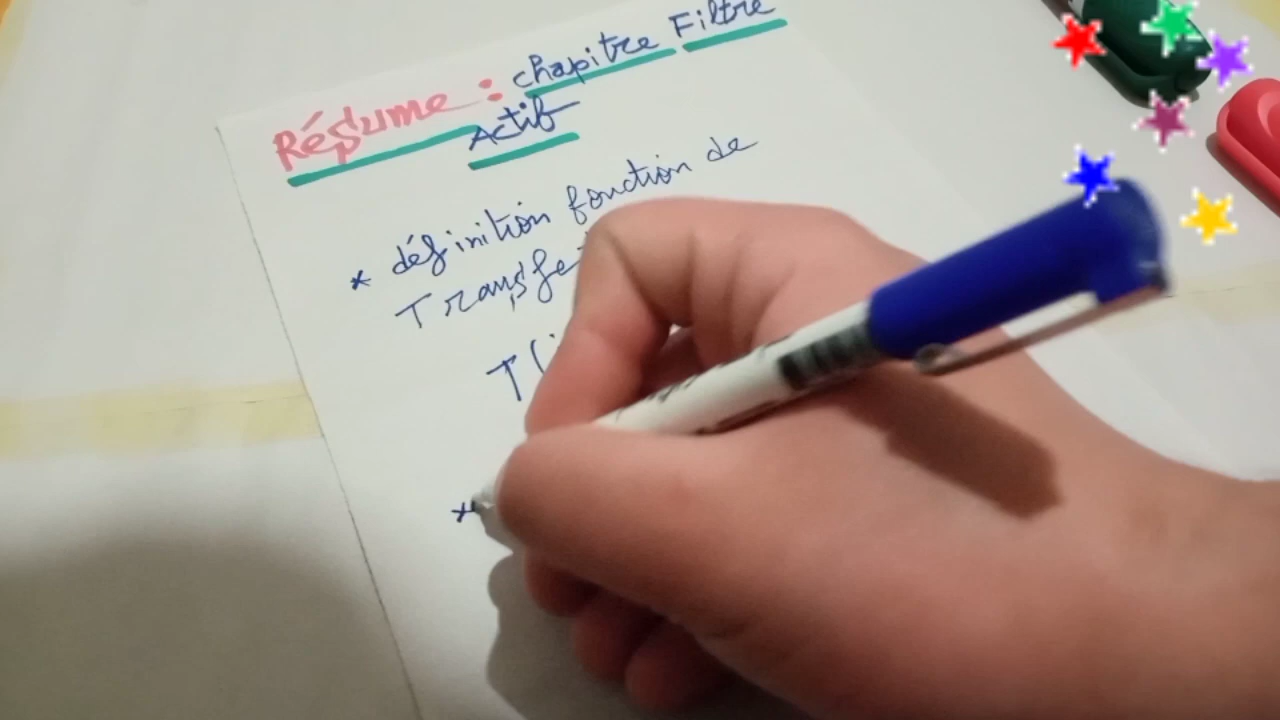 Résume : chapitre Filtre
Actif
* définition fonction de
Transfe
T(
*